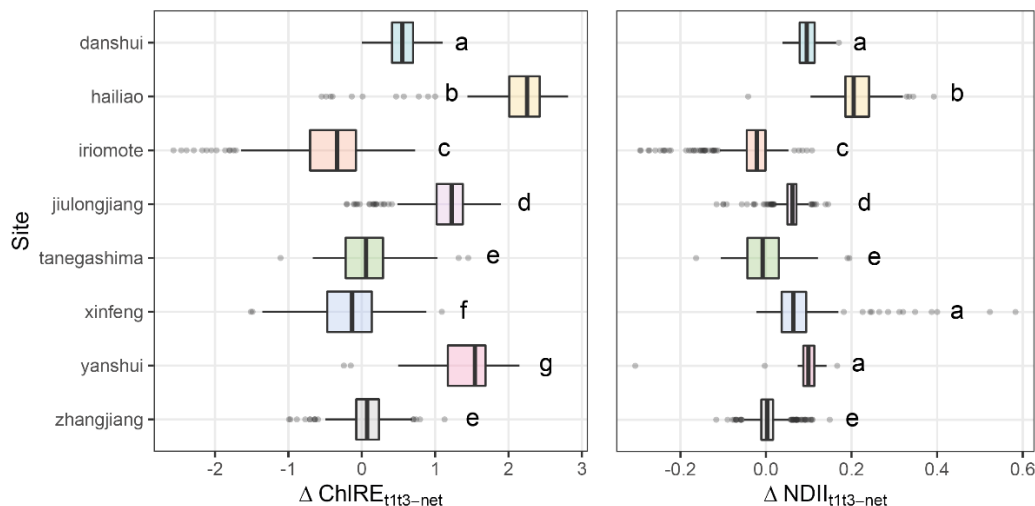 Site
danshui
hailiao
iriomote
jiulongjiang
tanegashima
xinfeng
yanshui
zhangjiang
a
b
c
d
e
f
g
e
-2 -1 0 1 2 3
Δ ChlRE t1t3−net
a
b
c
d
e
a
a
e
-0.2 0.0 0.2 0.4 0.6
Δ NDII t1t3−net